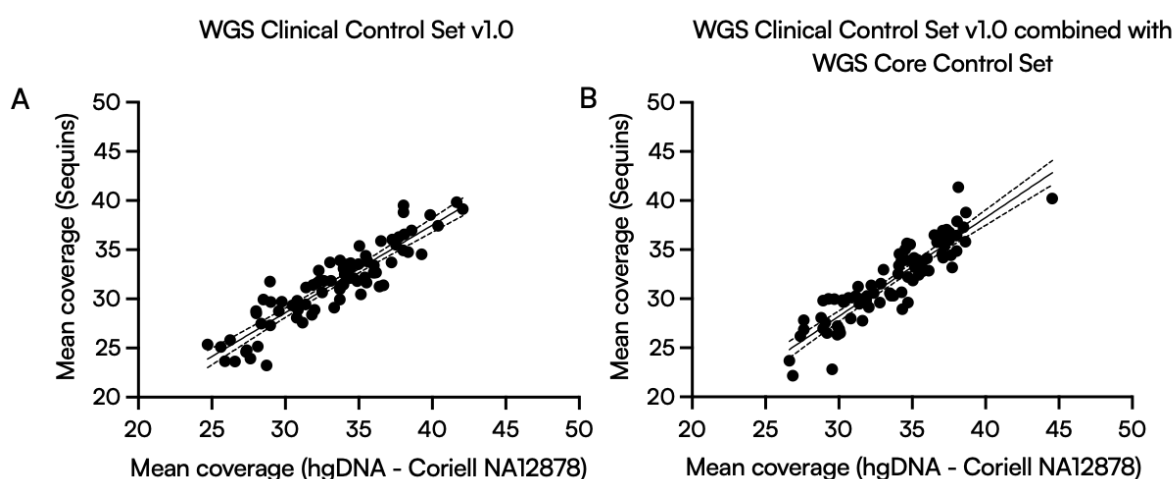 WGS Clinical Control Set v1.0
A
50
45
40
35
30
25
20
Mean coverage (Sequins)
20 25 30 35 40 45 50
Mean coverage (hgDNA - Coriell NA12878)
WGS Clinical Control Set v1.0 combined with
WGS Core Control Set
B
50
45
40
35
30
25
20
Mean coverage (Sequins)
20 25 30 35 40 45 50
Mean coverage (hgDNA - Coriell NA12878)